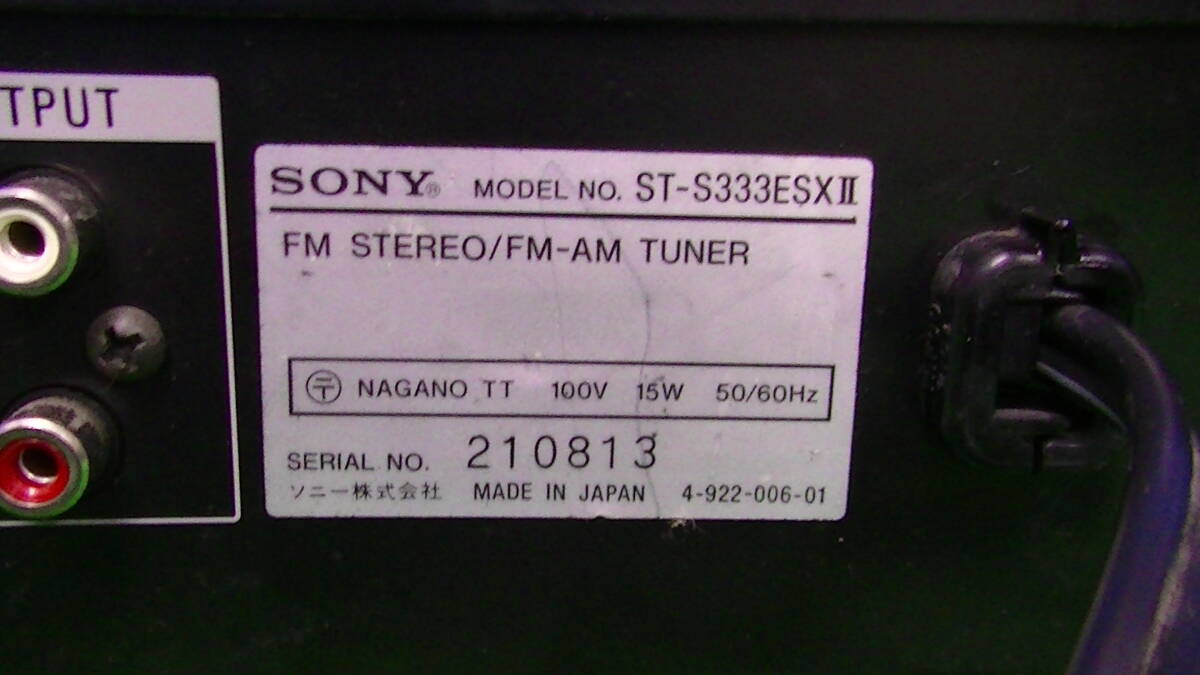 TPUT
SONY® MODEL NO. ST-S333ESXII
FM STEREO/FM-AM TUNER
〒 NAGANO TT 100V 15W 50/60Hz
SERIAL NO. 210813
ソニー株式会社 MADE IN JAPAN 4-922-006-01